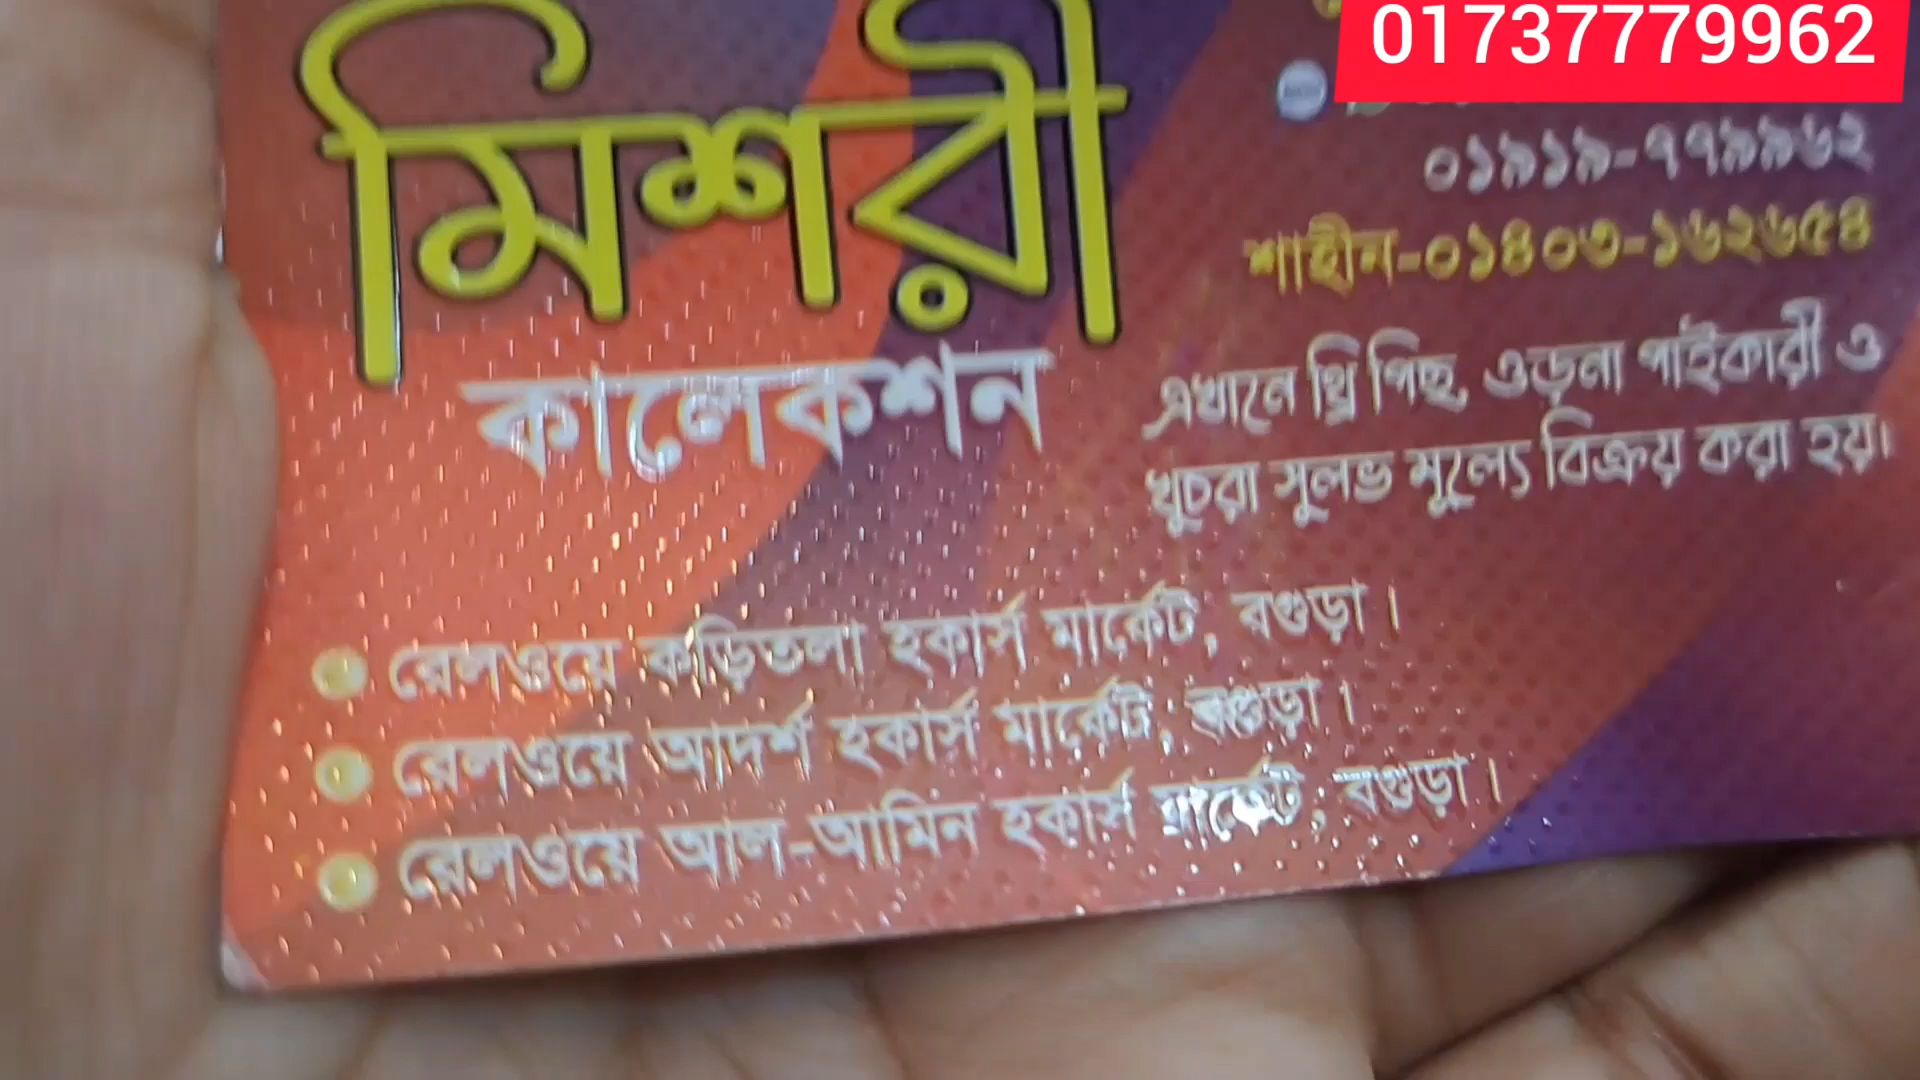 01737779962
মিশরী
কালেকশন
০১৯১৯-৭৭৯৯৬২
শাহীন-০১৪০৩-১৬২৬৫৪
এখানে থ্রি পিছ, ওড়না পাইকারী ও
খুচরা সুলভ মূল্যে বিক্রয় করা হয়।
রেলওয়ে কড়িতলা হকার্স মার্কেট, বগুড়া।
রেলওয়ে আদর্শ হকার্স মার্কেট, বগুড়া।
রেলওয়ে আল-আমিন হকার্স মার্কেট, বগুড়া।